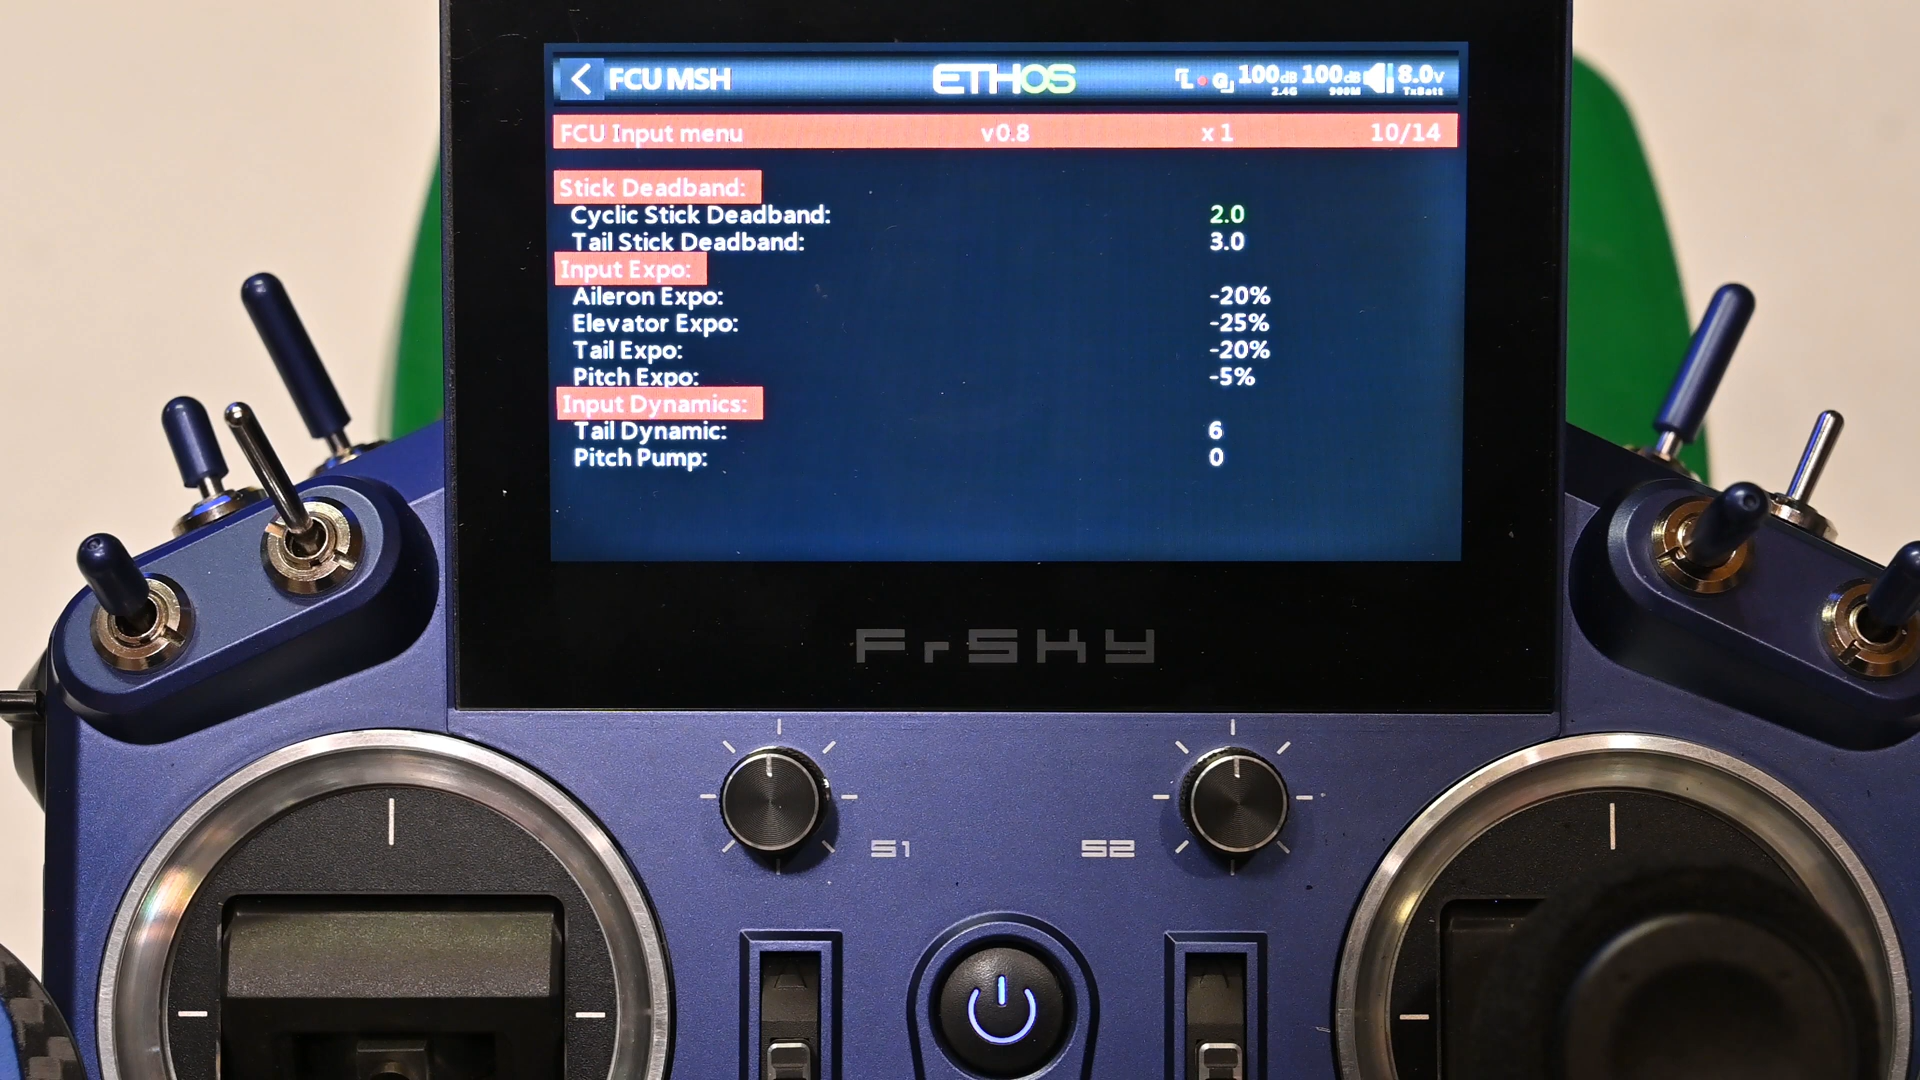 FCU MSH ETHOS 100dB 100dB 8.0v
2.4G 900M TxBatt
FCU Input menu v0.8 x 1 10/14
Stick Deadband:
Cyclic Stick Deadband: 2.0
Tail Stick Deadband: 3.0
Input Expo:
Aileron Expo: -20%
Elevator Expo: -25%
Tail Expo: -20%
Pitch Expo: -5%
Input Dynamics:
Tail Dynamic: 6
Pitch Pump: 0
FrSKY
S1 S2